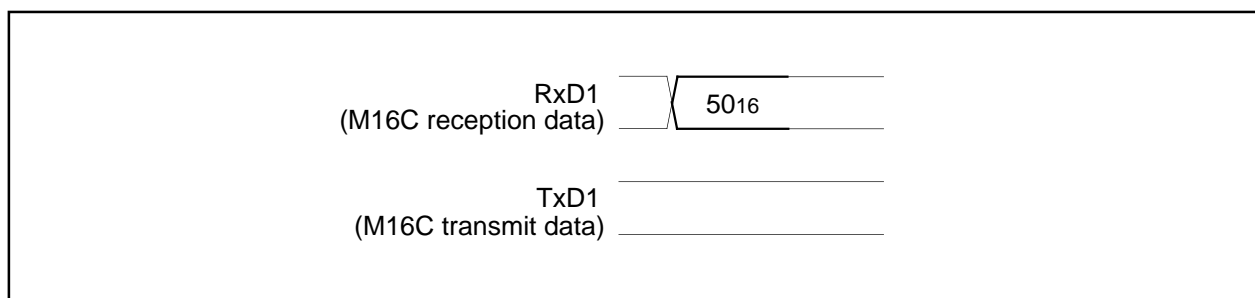 RxD1
(M16C reception data)
5016
TxD1
(M16C transmit data)